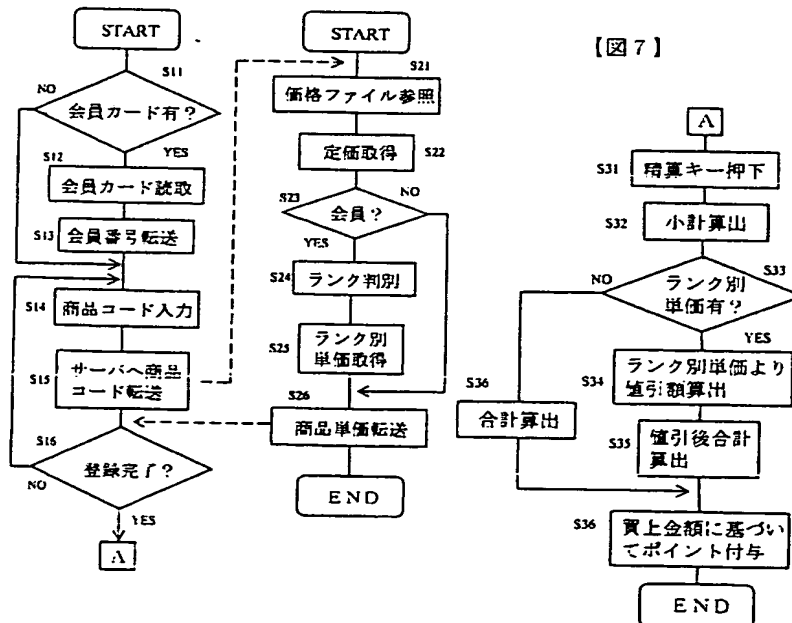 START
S11
NO
会員カード有?
S12
YES
会員カード読取
S13
会員番号転送
S14
商品コード入力
S15
サーバへ商品
コード転送
S16
登録完了?
NO
YES
A
START
S21
価格ファイル参照
定価取得
S22
S23
NO
会員?
YES
S24
ランク判別
S25
ランク別
単価取得
S26
商品単価転送
END
【図7】
A
S31
精算キー押下
S32
小計算出
S33
NO
ランク別
単価有?
YES
S34
ランク別単価より
値引額算出
S36
合計算出
S35
値引後合計
算出
S36
買上金額に基づい
てポイント付与
END